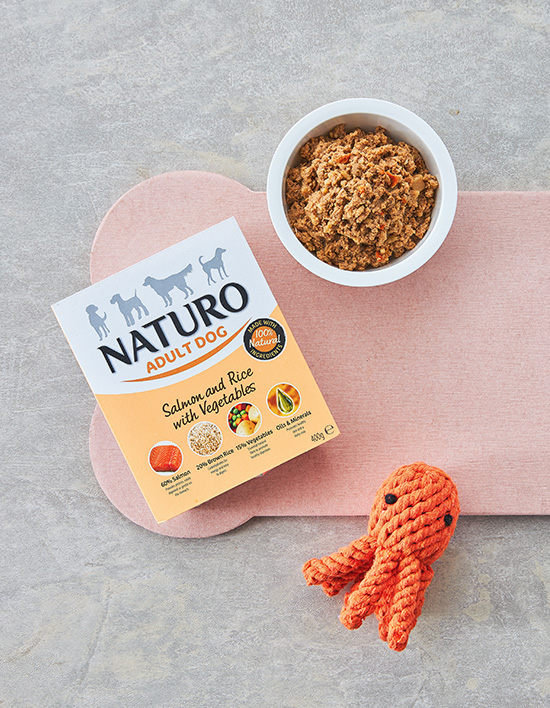 NATURO
ADULT DOG
MADE WITH
100%
Natural
INGREDIENTS
Salmon and Rice
with Vegetables
60% Salmon
20% Brown Rice
15% Vegetables
Oils & Minerals
400g e